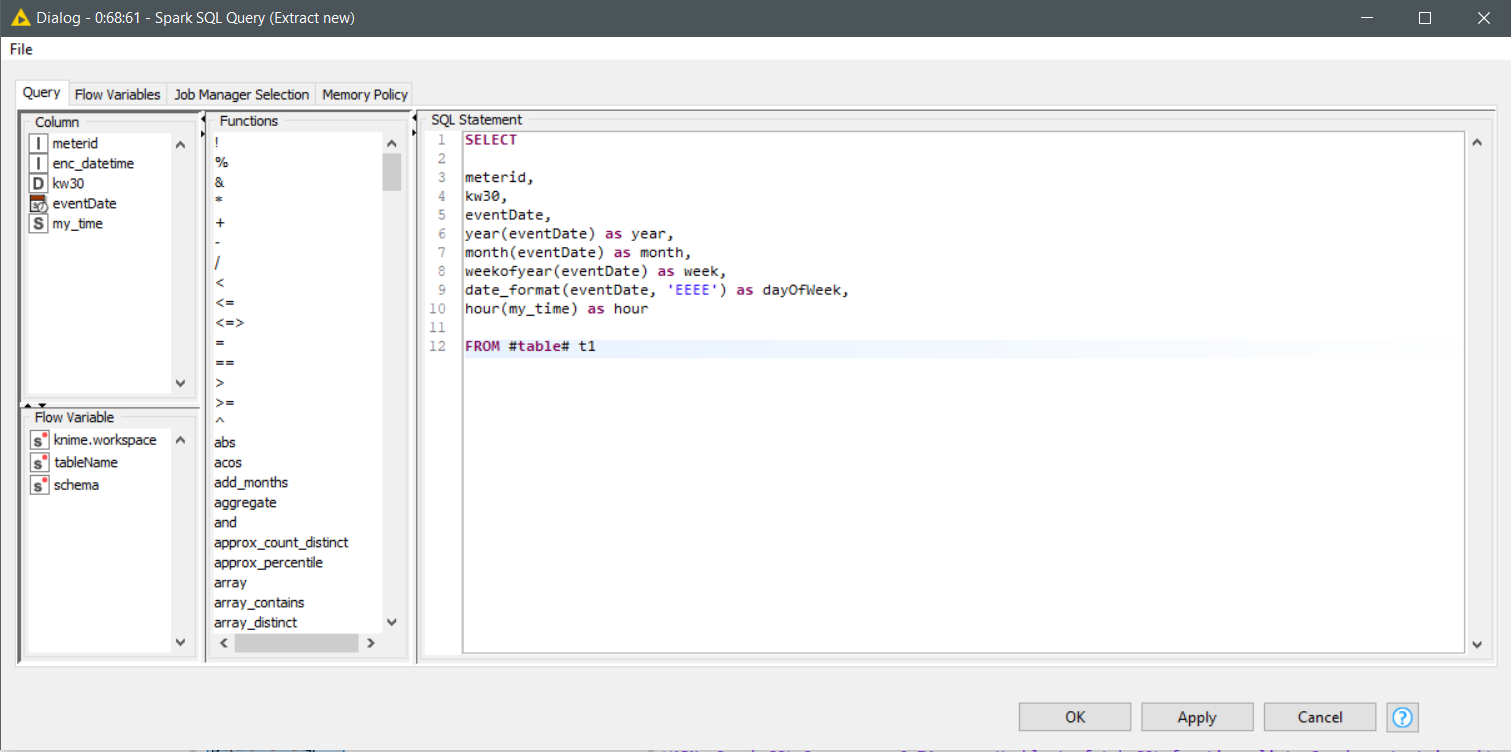 Dialog - 0:68:61 - Spark SQL Query (Extract new)
File
Query
Flow Variables
Job Manager Selection
Memory Policy
Column
I meterid
I enc_datetime
D kw30
eventDate
S my_time
Flow Variable
s knime.workspace
s tableName
s schema
Functions
!
%
&
*
+
-
/
<
<=
<=>
=
==
>
>=
^
abs
acos
add_months
aggregate
and
approx_count_distinct
approx_percentile
array
array_contains
array_distinct
SQL Statement
1 SELECT
2
3 meterid,
4 kw30,
5 eventDate,
6 year(eventDate) as year,
7 month(eventDate) as month,
8 weekofyear(eventDate) as week,
9 date_format(eventDate, 'EEEE') as dayOfWeek,
10 hour(my_time) as hour
11
12 FROM #table# t1
OK
Apply
Cancel
?